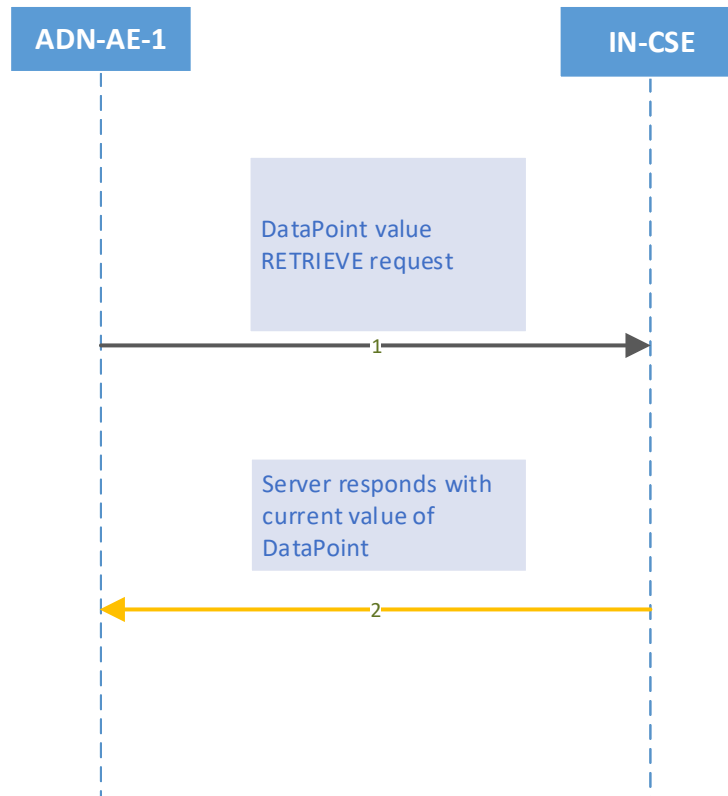 ADN-AE-1
IN-CSE
DataPoint value
RETRIEVE request
1
Server responds with
current value of
DataPoint
2